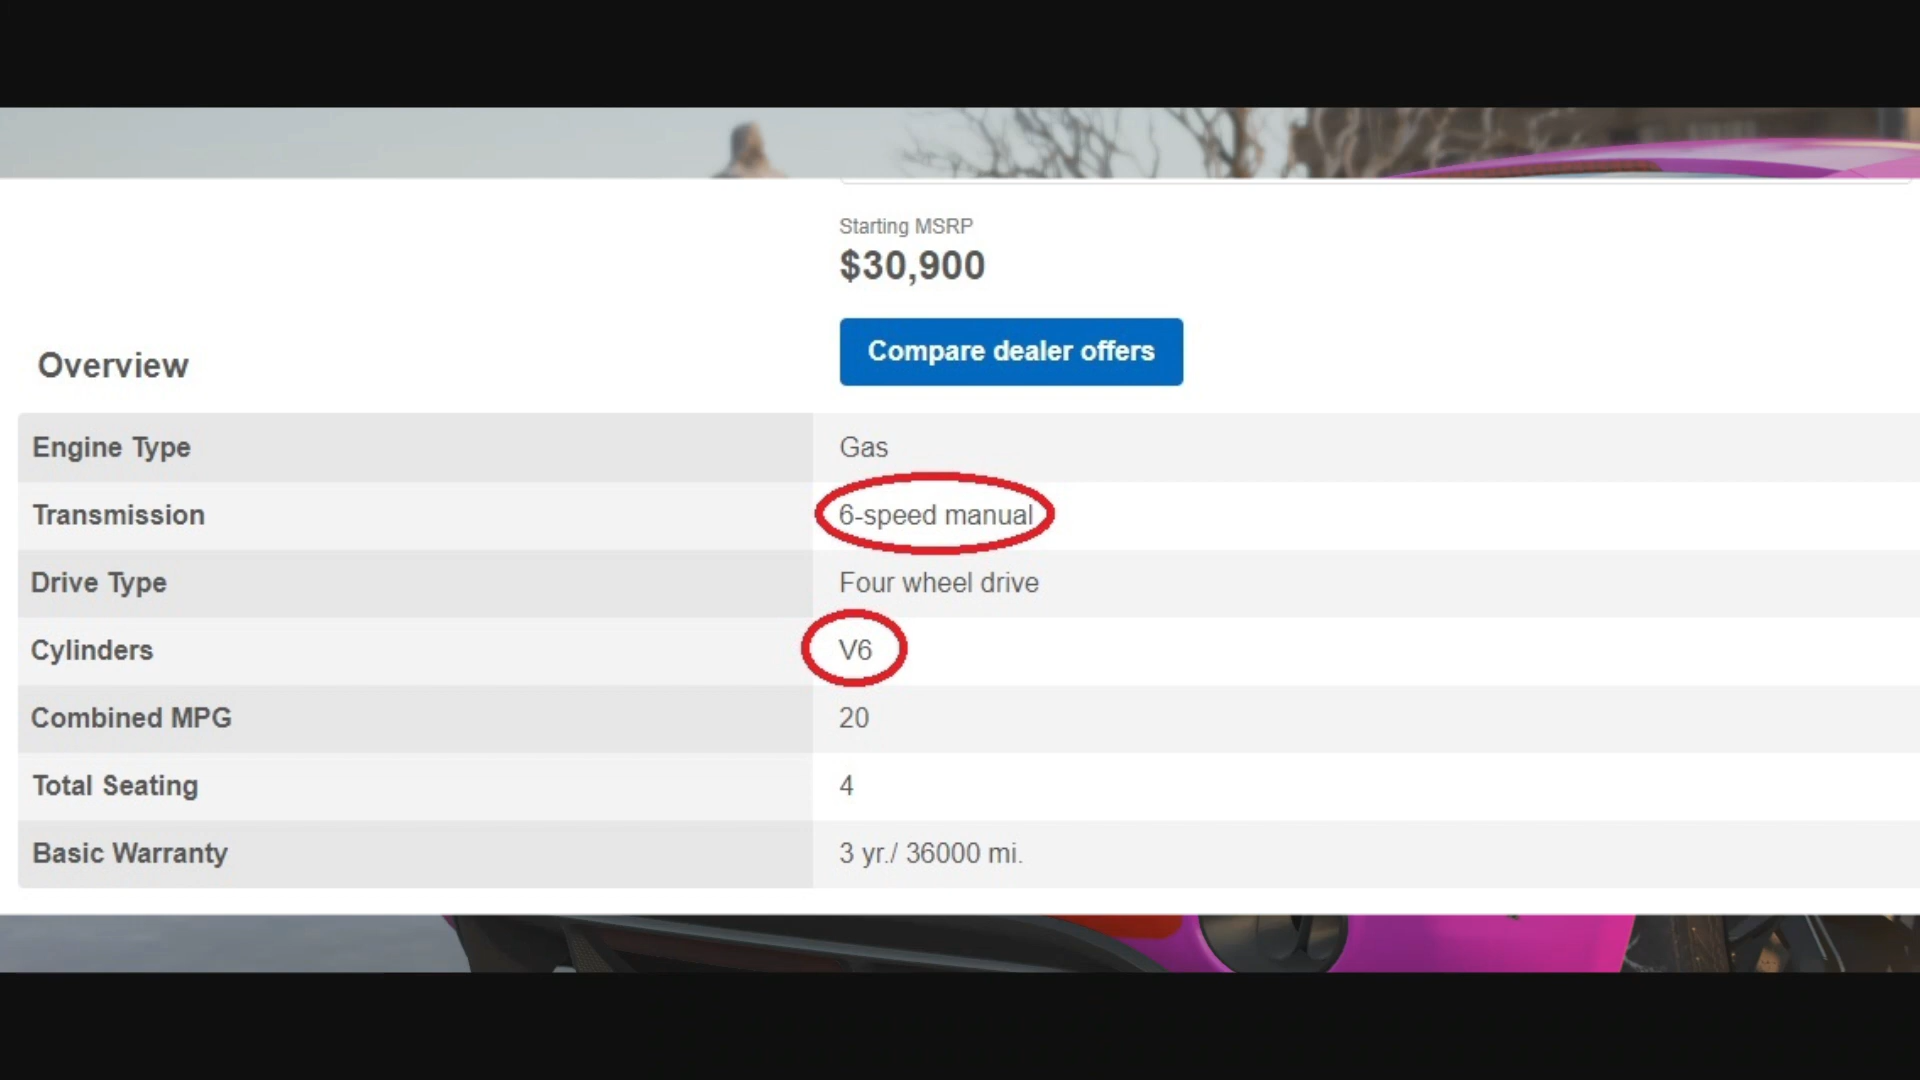 Starting MSRP
$30,900
Compare dealer offers
Overview
Engine Type Gas
Transmission 6-speed manual
Drive Type Four wheel drive
Cylinders V6
Combined MPG 20
Total Seating 4
Basic Warranty 3 yr./ 36000 mi.